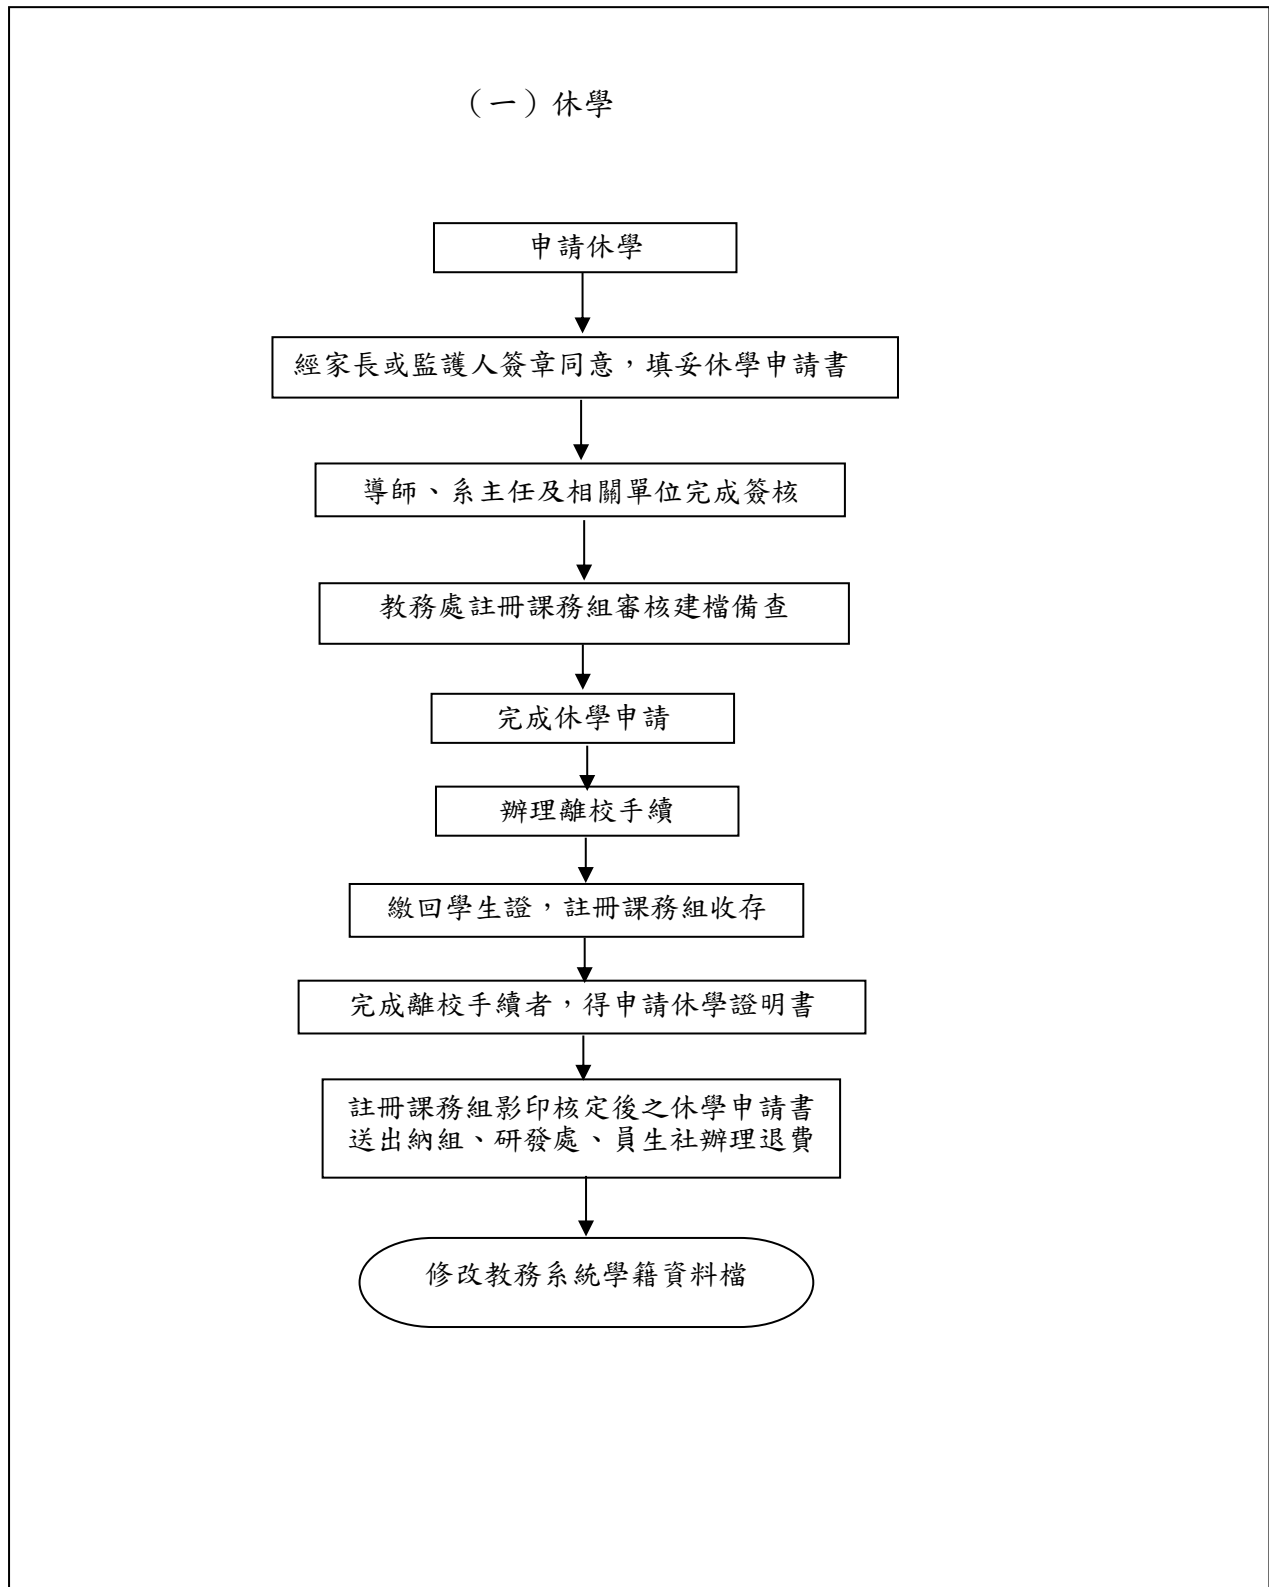 （一）休學
申請休學
經家長或監護人簽章同意，填妥休學申請書
導師、系主任及相關單位完成簽核
教務處註冊課務組審核建檔備查
完成休學申請
辦理離校手續
繳回學生證，註冊課務組收存
完成離校手續者，得申請休學證明書
註冊課務組影印核定後之休學申請書
送出納組、研發處、員生社辦理退費
修改教務系統學籍資料檔